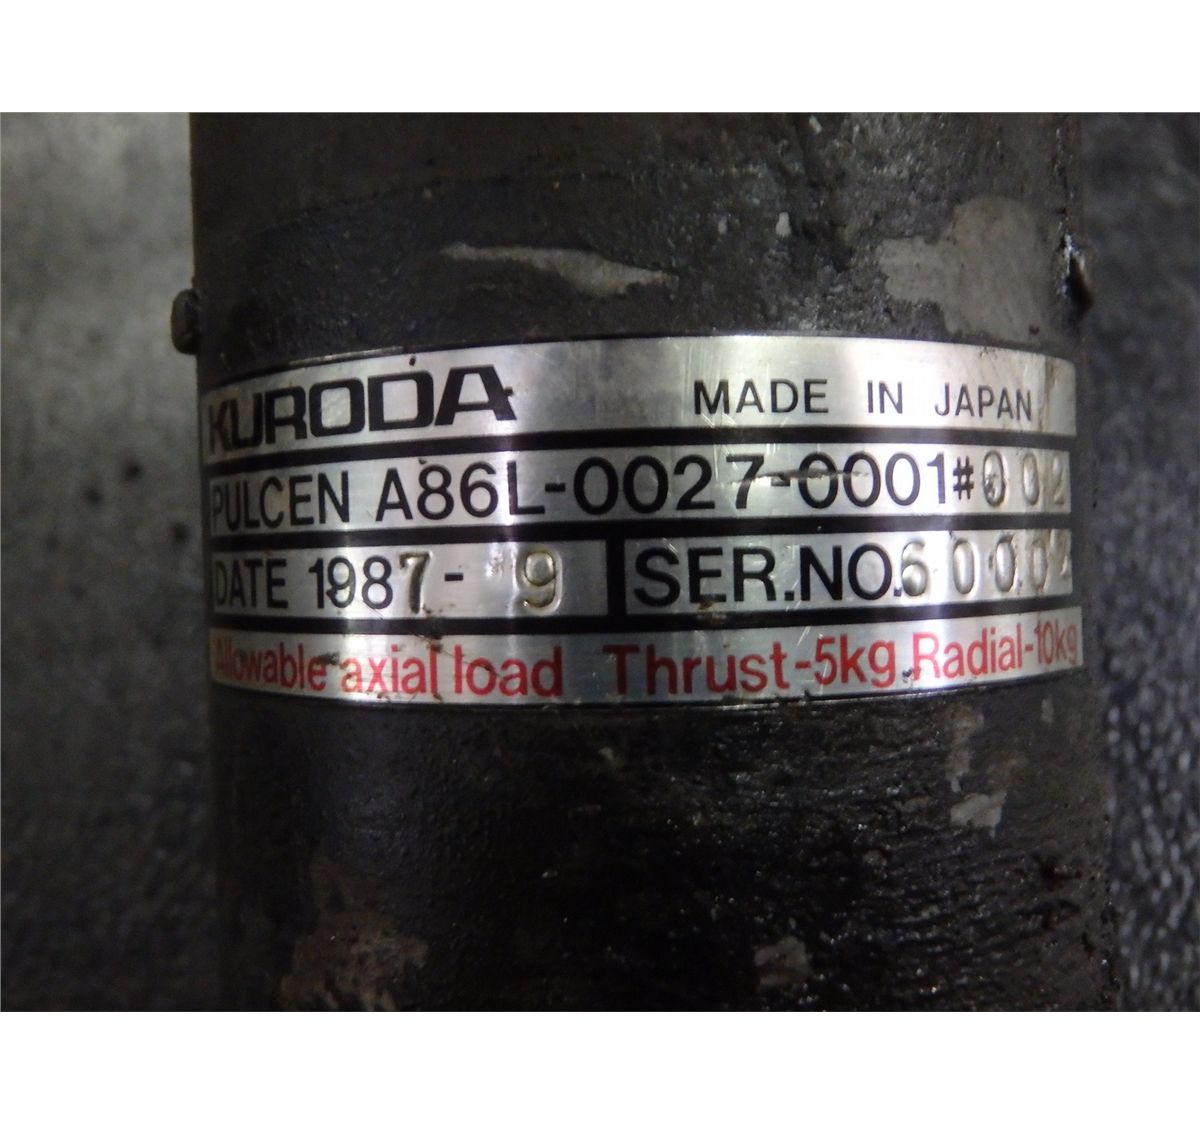 KURODA MADE IN JAPAN
PULCEN A86L-0027-0001#002
DATE 1987-9 SER.NO.60002
Allowable axial load Thrust-5kg Radial-10kg